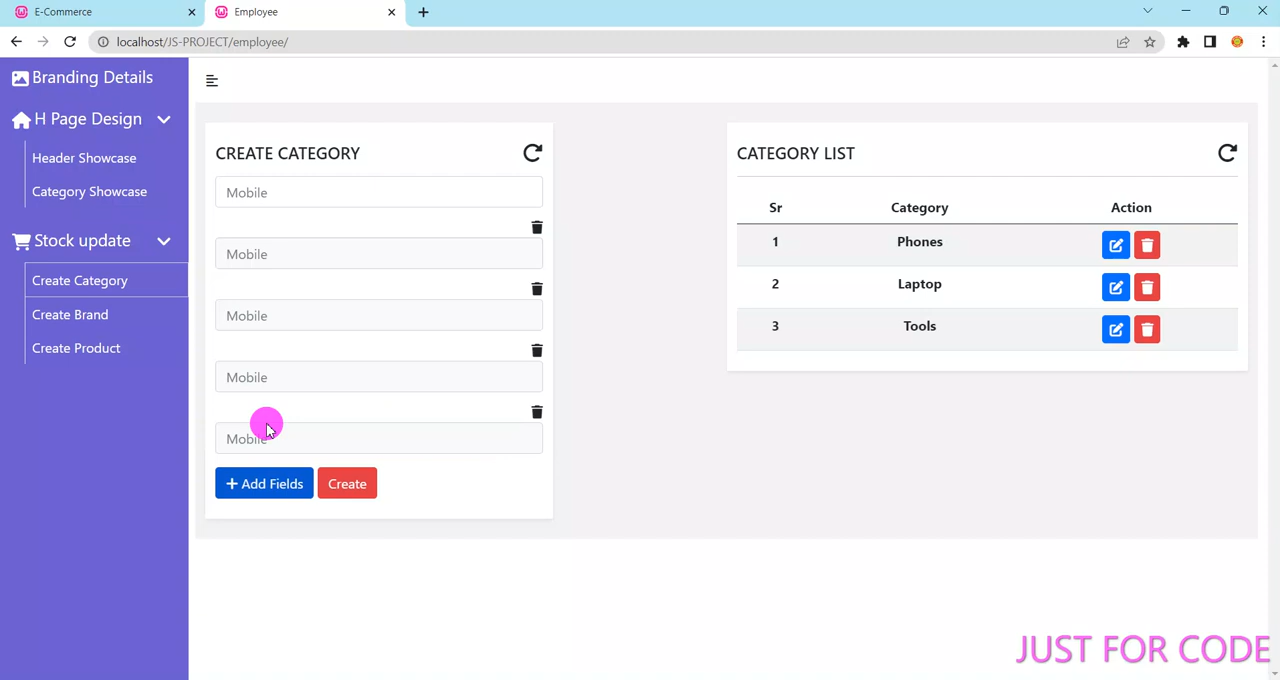 E-Commerce
Employee
localhost/JS-PROJECT/employee/
Branding Details
H Page Design
Header Showcase
Category Showcase
Stock update
Create Category
Create Brand
Create Product
CREATE CATEGORY
Mobile
Mobile
Mobile
Mobile
Mobile
Add Fields Create
CATEGORY LIST
Sr Category Action
1 Phones
2 Laptop
3 Tools
JUST FOR CODE